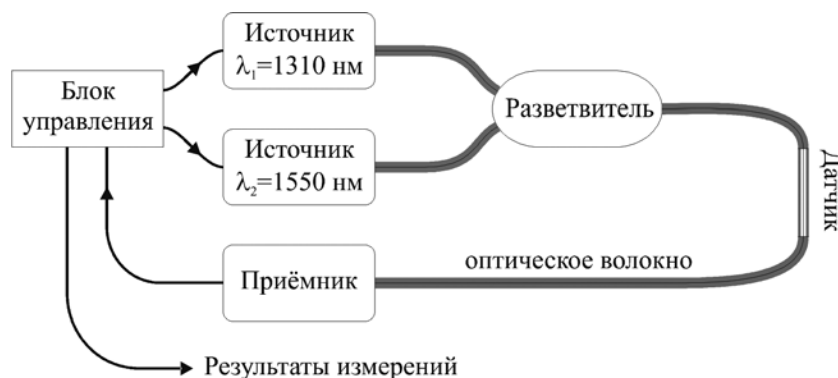 Источник
λ₁=1310 нм
Блок
управления
Разветвитель
Источник
λ₂=1550 нм
Датчик
Приёмник
оптическое волокно
Результаты измерений